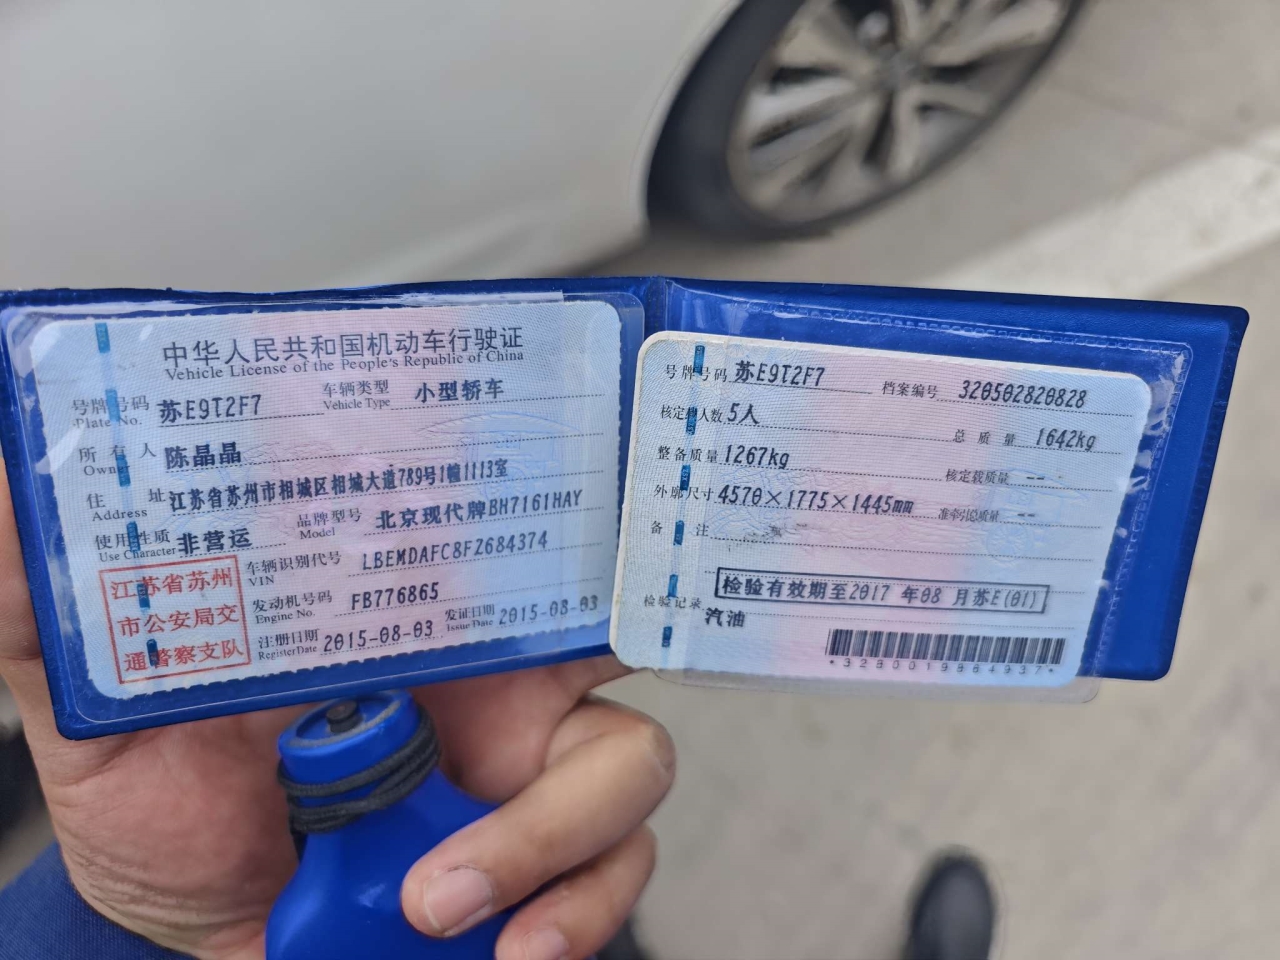 中华人民共和国机动车行驶证
Vehicle License of the People's Republic of China
号牌号码 苏E9T2F7 车辆类型 小型轿车
Plate No. Vehicle Type
所有人 陈晶晶
Owner
住址 江苏省苏州市相城区相城大道789号1幢1113室
Address
使用性质 非营运 品牌型号 北京现代牌BH7161HAY
Use Character Model
江苏省苏州
市公安局交
通警察支队
车辆识别代号 LBEMDAFC8FZ684374
VIN
发动机号码 FB776865
Engine No.
注册日期 2015-08-03 发证日期 2015-08-03
Register Date Issue Date
号牌号码 苏E9T2F7 档案编号 320502820828
核定载人数 5人 总质量 1642kg
整备质量 1267kg 核定载质量 --
外廓尺寸 4570×1775×1445mm 准牵引总质量 --
备注
检验有效期至2017年08月苏E(01)
检验记录
汽油